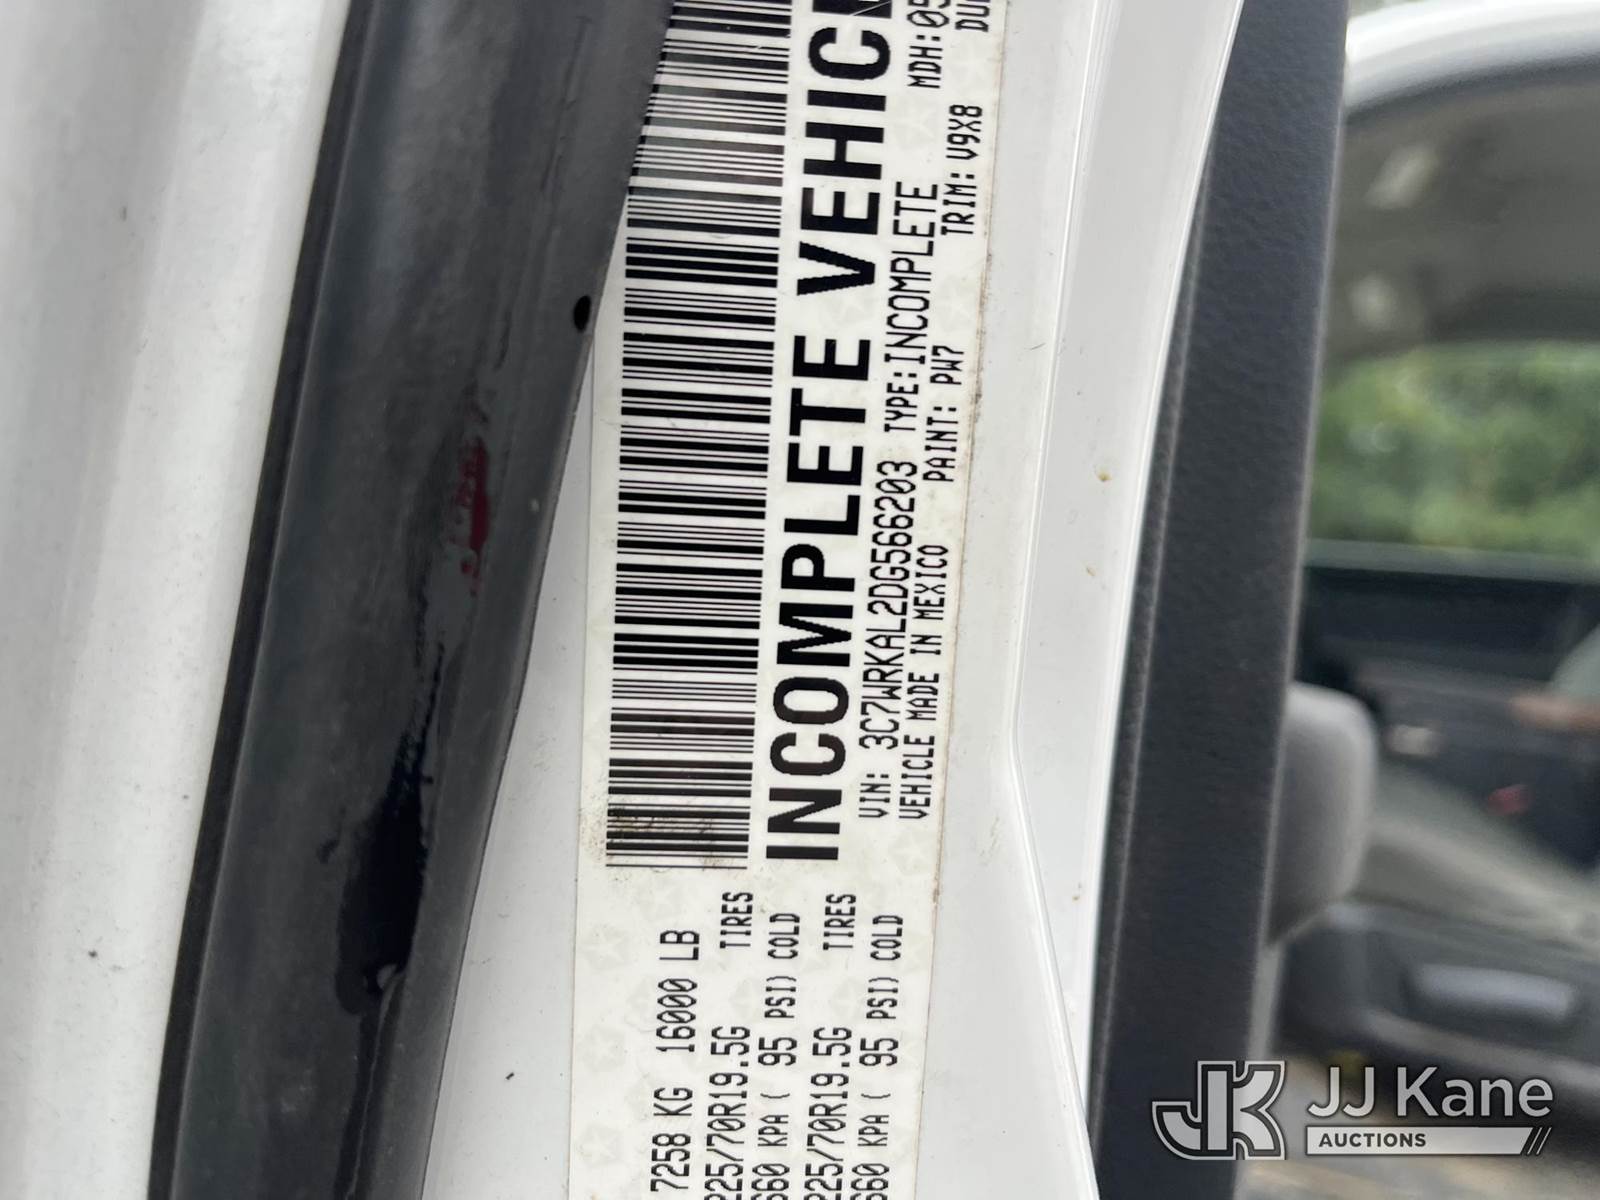 7258 KG 16000 LB
TIRES
225/70R19.5G
660 KPA ( 95 PSI) COLD
TIRES
225/70R19.5G
660 KPA ( 95 PSI) COLD
INCOMPLETE
VIN: 3C7WRKAL2DG566203 TYPE: INCOMPLETE
VEHICLE MADE IN MEXICO PAINT: PW7 TRIM: V9X8
MDH:
JK JJ Kane
AUCTIONS